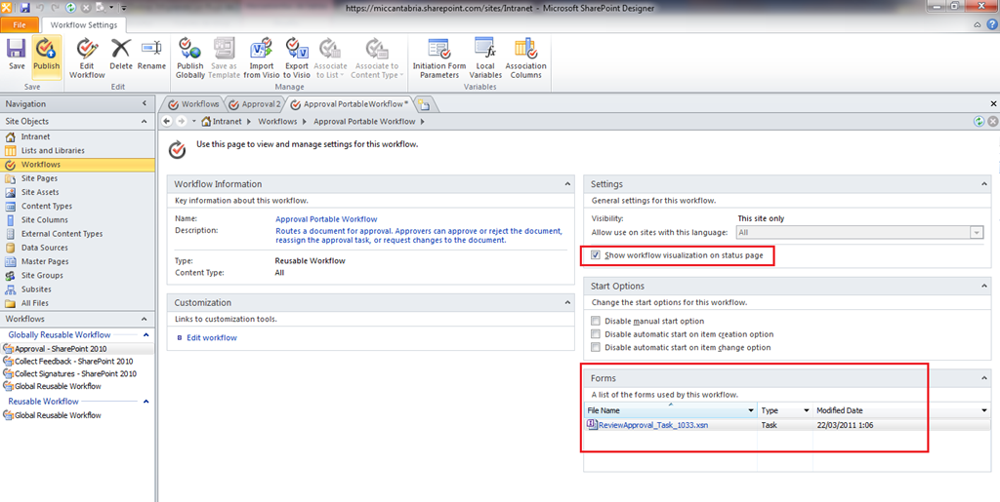 https://miccantabria.sharepoint.com/sites/Intranet - Microsoft SharePoint Designer
File
Workflow Settings
Save
Publish
Edit Workflow
Delete
Rename
Publish Globally
Save as Template
Import from Visio
Export to Visio
Associate to List
Associate to Content Type
Initiation Form Parameters
Local Variables
Association Columns
Save
Edit
Manage
Variables
Navigation
Workflows
Approval 2
Approval PortableWorkflow *
Site Objects
Intranet
Workflows
Approval Portable Workflow
Intranet
Lists and Libraries
Workflows
Site Pages
Site Assets
Content Types
Site Columns
External Content Types
Data Sources
Master Pages
Site Groups
Subsites
All Files
Workflows
Globally Reusable Workflow
Approval - SharePoint 2010
Collect Feedback - SharePoint 2010
Collect Signatures - SharePoint 2010
Global Reusable Workflow
Reusable Workflow
Global Reusable Workflow
Use this page to view and manage settings for this workflow.
Workflow Information
Key information about this workflow.
Name: Approval Portable Workflow
Description: Routes a document for approval. Approvers can approve or reject the document,
reassign the approval task, or request changes to the document.
Type: Reusable Workflow
Content Type: All
Customization
Links to customization tools.
Edit workflow
Settings
General settings for this workflow.
Visibility: This site only
Allow use on sites with this language: All
Show workflow visualization on status page
Start Options
Change the start options for this workflow.
Disable manual start option
Disable automatic start on item creation option
Disable automatic start on item change option
Forms
A list of the forms used by this workflow.
File Name Type Modified Date
ReviewApproval_Task_1033.xsn Task 22/03/2011 1:06